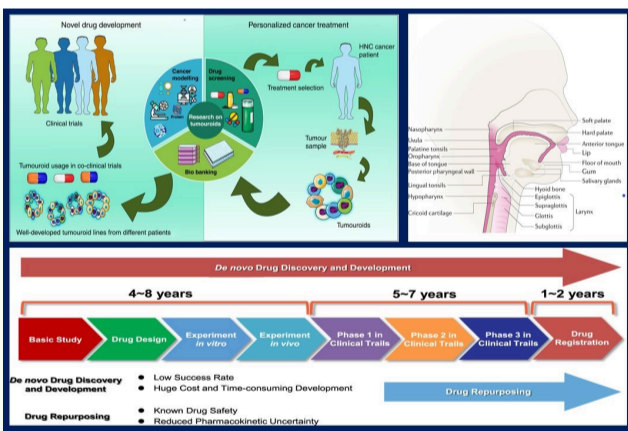 Novel drug development
Personalized cancer treatment
Clinical trials
Tumouroid usage in co-clinical trials
Well-developed tumouroid lines from different patients
Cancer
modelling
Drug
screening
Research on
tumouroids
Bio banking
Treatment selection
HNC cancer
patient
Tumour
sample
Tumouroids
Nasopharynx
Uvula
Palatine tonsils
Oropharynx
Base of tongue
Posterior pharyngeal wall
Lingual tonsils
Hypopharynx
Cricoid cartilage
Soft palate
Hard palate
Anterior tongue
Lip
Floor of mouth
Gum
Salivary glands
Hyoid bone
Epiglottis
Supraglottis
Glottis
Subglottis
Larynx
De novo Drug Discovery and Development
4~8 years
5~7 years
1~2 years
Basic Study
Drug Design
Experiment
in vitro
Experiment
in vivo
Phase 1 in
Clinical Trails
Phase 2 in
Clinical Trails
Phase 3 in
Clinical Trails
Drug
Registration
De novo Drug Discovery
and Development
● Low Success Rate
● Huge Cost and Time-consuming Development
Drug Repurposing
Drug Repurposing
● Known Drug Safety
● Reduced Pharmacokinetic Uncertainty